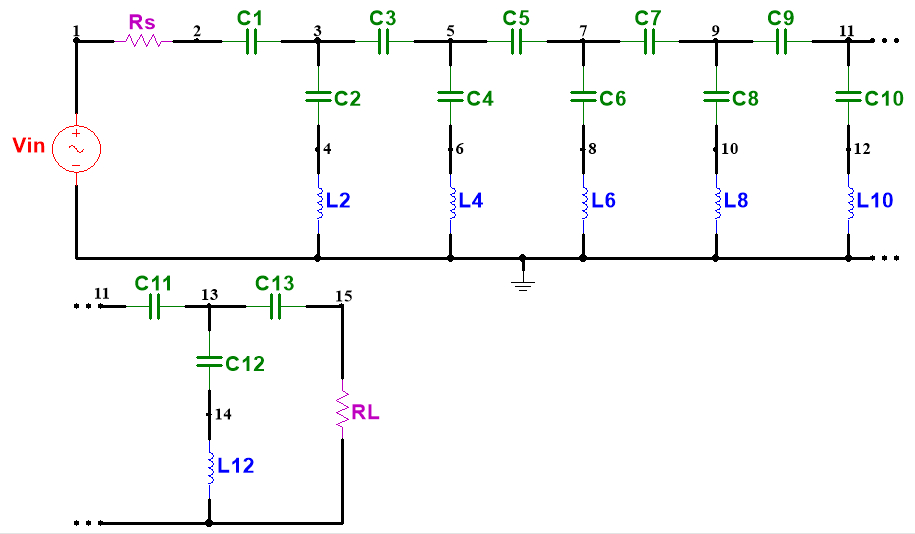 Rs C1 C3 C5 C7 C9
1 2 3 5 7 9 11
C2 C4 C6 C8 C10
Vin + − 4 6 8 10 12
L2 L4 L6 L8 L10
C11 C13
11 13 15
C12
14 RL
L12